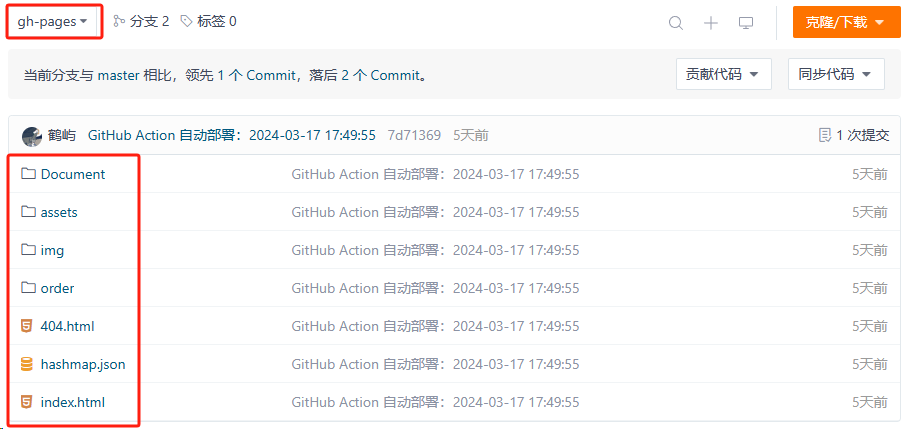 gh-pages 分支 2 标签 0 克隆/下载
当前分支与 master 相比，领先 1 个 Commit，落后 2 个 Commit。 贡献代码 同步代码
鹤屿 GitHub Action 自动部署：2024-03-17 17:49:55 7d71369 5天前 1 次提交
Document GitHub Action 自动部署：2024-03-17 17:49:55 5天前
assets GitHub Action 自动部署：2024-03-17 17:49:55 5天前
img GitHub Action 自动部署：2024-03-17 17:49:55 5天前
order GitHub Action 自动部署：2024-03-17 17:49:55 5天前
404.html GitHub Action 自动部署：2024-03-17 17:49:55 5天前
hashmap.json GitHub Action 自动部署：2024-03-17 17:49:55 5天前
index.html GitHub Action 自动部署：2024-03-17 17:49:55 5天前